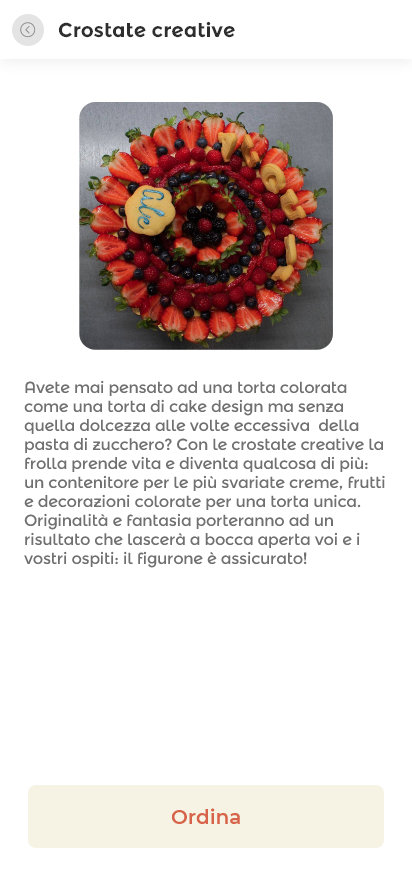 Crostate creative
Lile
Avete mai pensato ad una torta colorata
come una torta di cake design ma senza
quella dolcezza alle volte eccessiva  della
pasta di zucchero? Con le crostate creative la
frolla prende vita e diventa qualcosa di più:
un contenitore per le più svariate creme, frutti
e decorazioni colorate per una torta unica.
Originalità e fantasia porteranno ad un
risultato che lascerà a bocca aperta voi e i
vostri ospiti: il figurone è assicurato!
Ordina